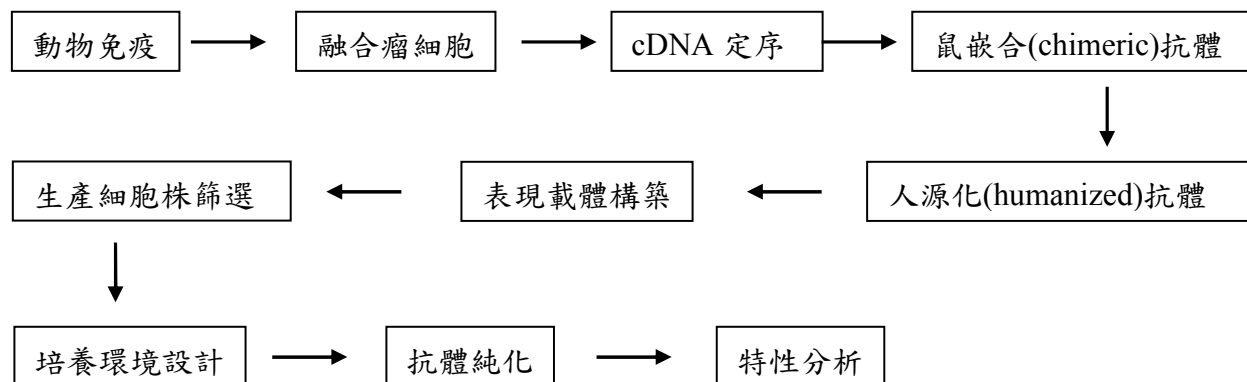 動物免疫
融合瘤細胞
cDNA 定序
鼠嵌合(chimeric)抗體
人源化(humanized)抗體
表現載體構築
生產細胞株篩選
培養環境設計
抗體純化
特性分析